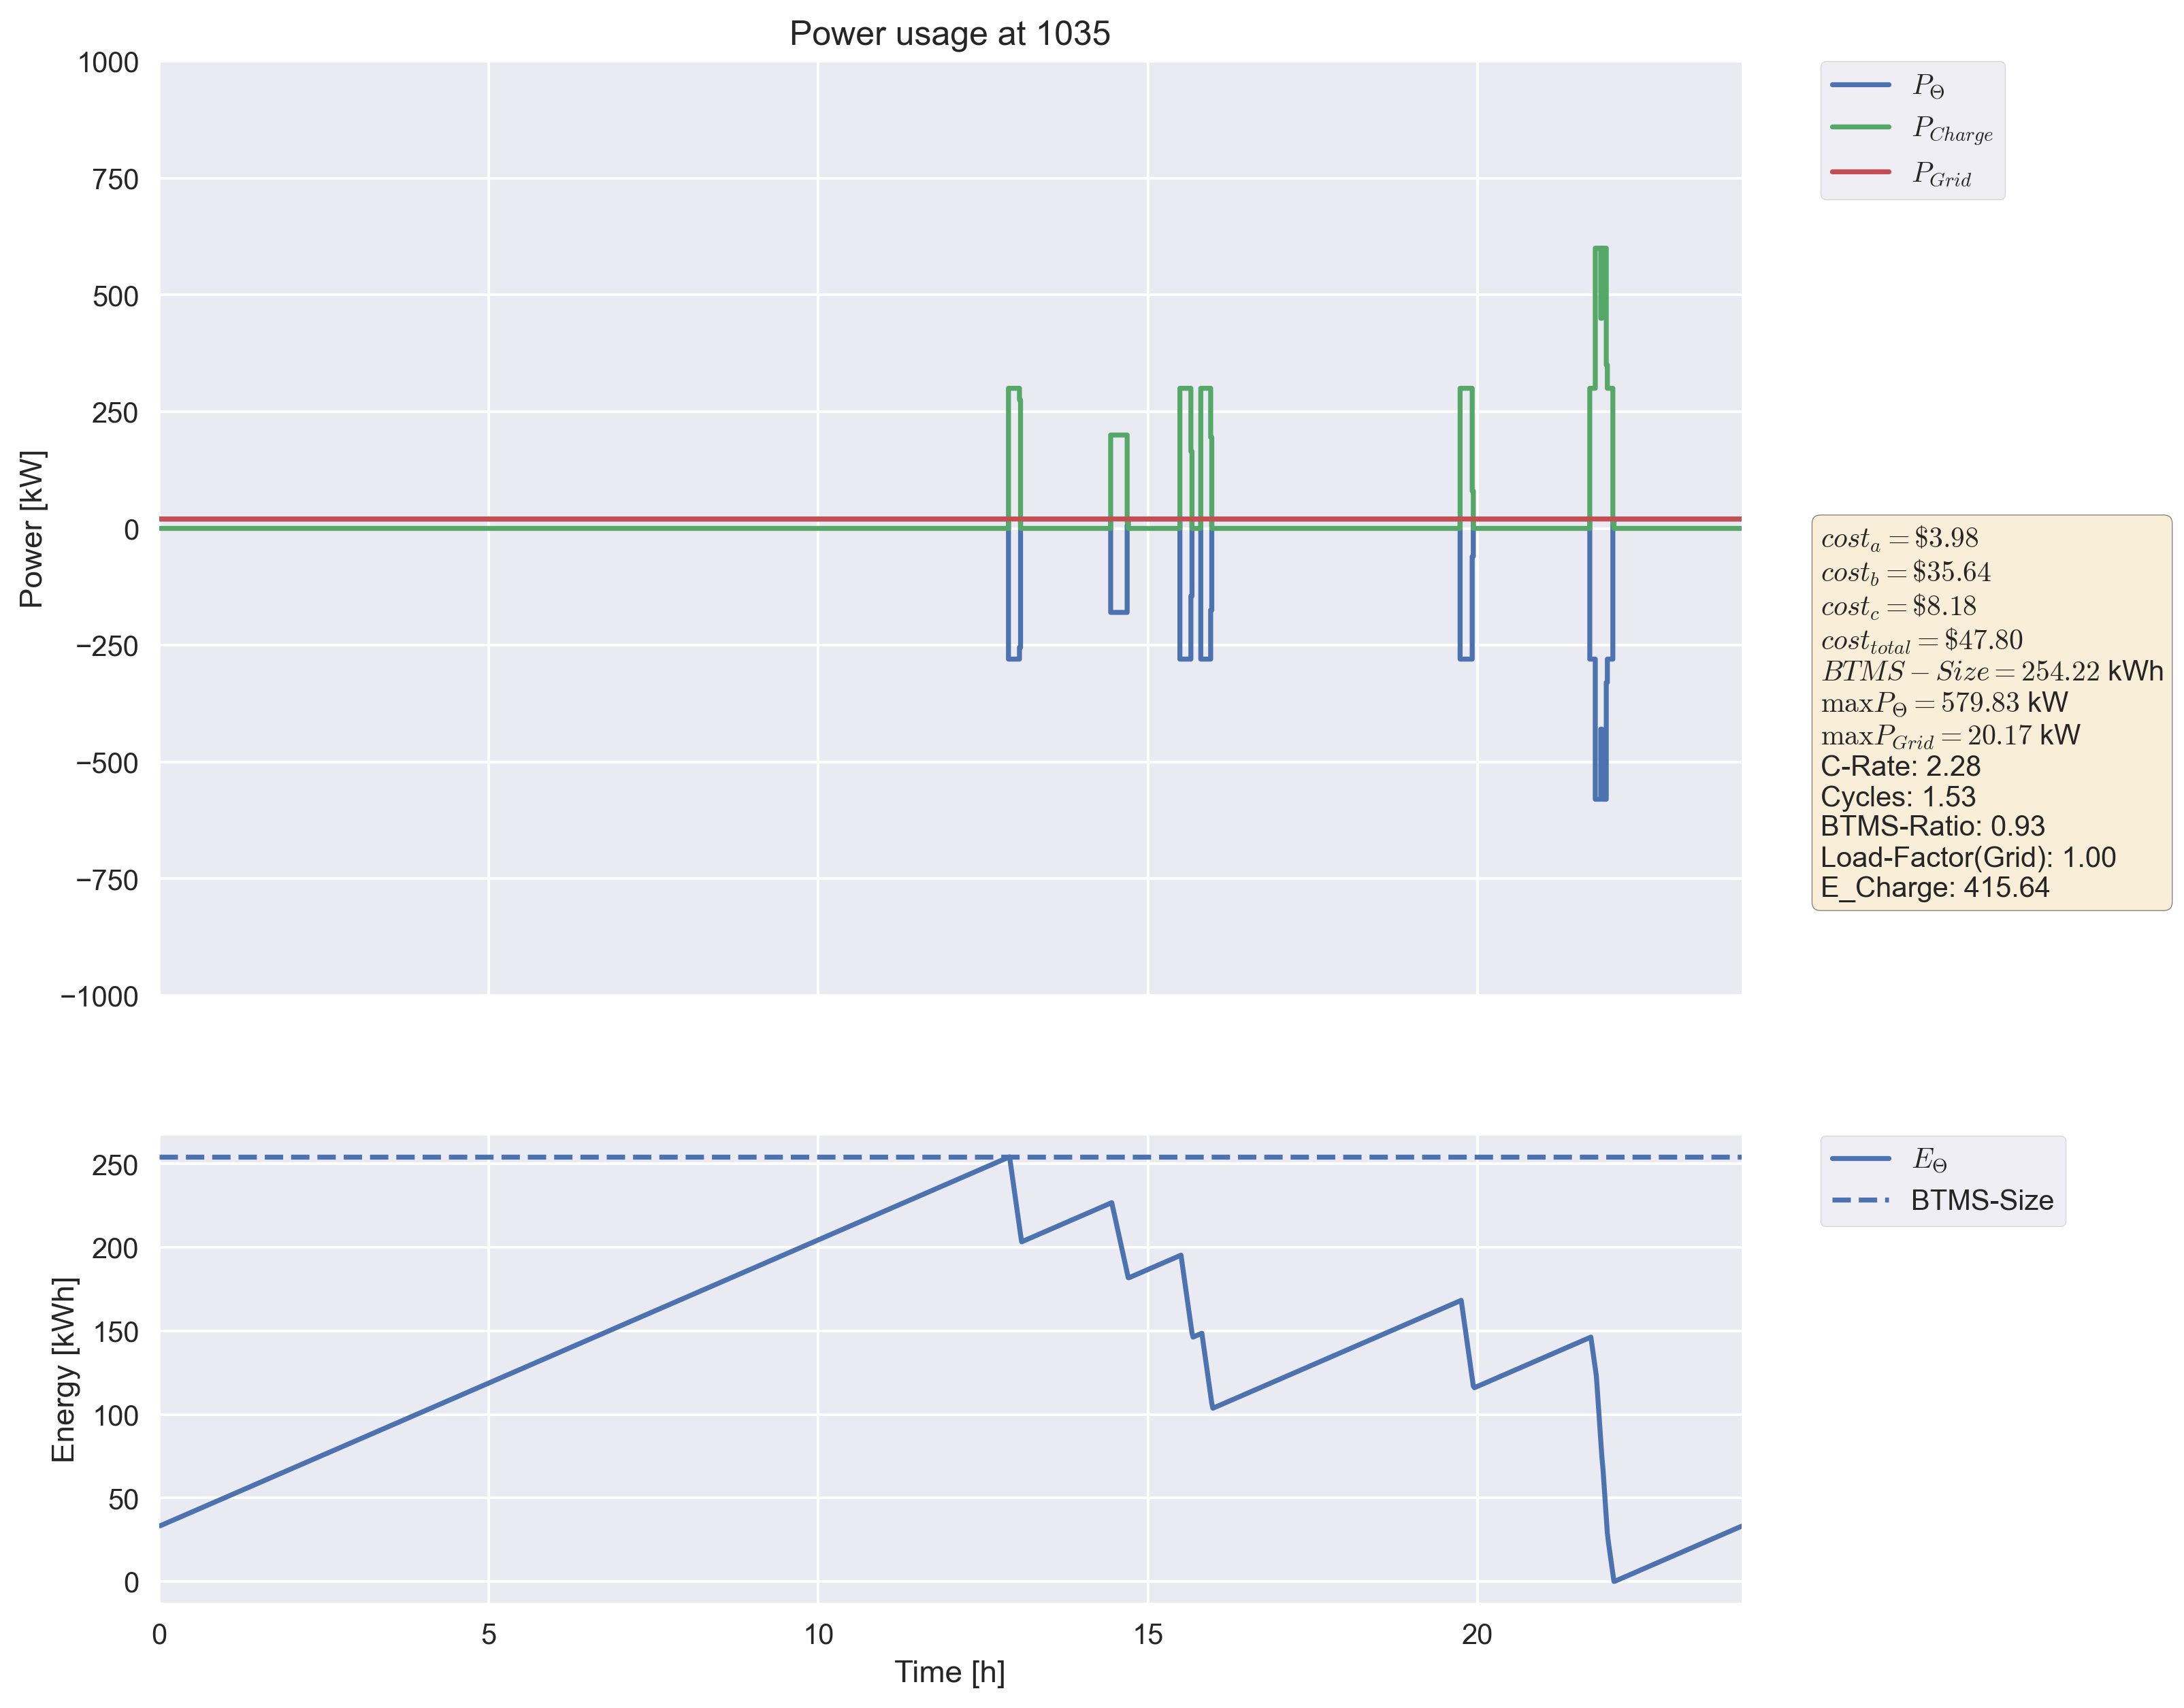 Power usage at 1035
1000
750
500
250
0
−250
−500
−750
−1000
Power [kW]
P_Θ
P_Charge
P_Grid
cost_a = $3.98
cost_b = $35.64
cost_c = $8.18
cost_total = $47.80
BTMS − Size = 254.22 kWh
maxP_Θ = 579.83 kW
maxP_Grid = 20.17 kW
C-Rate: 2.28
Cycles: 1.53
BTMS-Ratio: 0.93
Load-Factor(Grid): 1.00
E_Charge: 415.64
250
200
150
100
50
0
Energy [kWh]
E_Θ
BTMS-Size
0 5 10 15 20
Time [h]